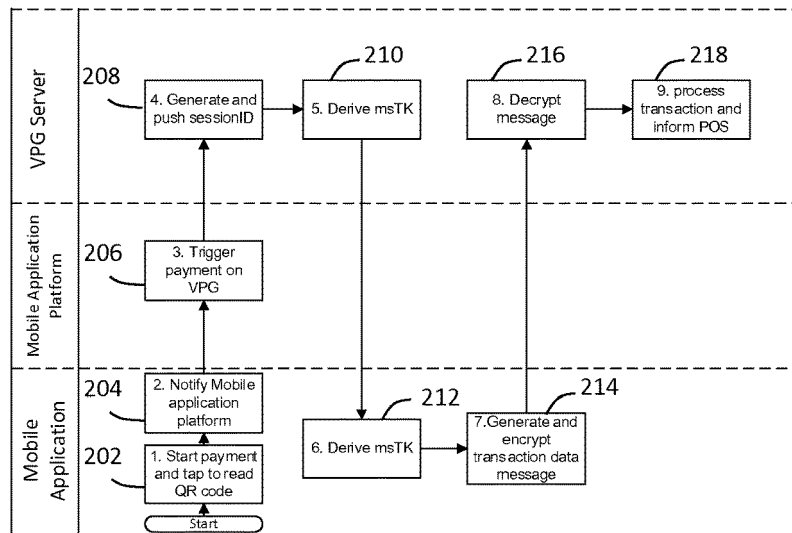 VPG Server
208
4. Generate and
push sessionID
210
5. Derive msTK
216
8. Decrypt
message
218
9. process
transaction and
inform POS
Mobile Application
Platform
206
3. Trigger
payment on
VPG
Mobile
Application
204
2. Notify Mobile
application
platform
202
1. Start payment
and tap to read
QR code
Start
212
6. Derive msTK
214
7.Generate and
encrypt
transaction data
message